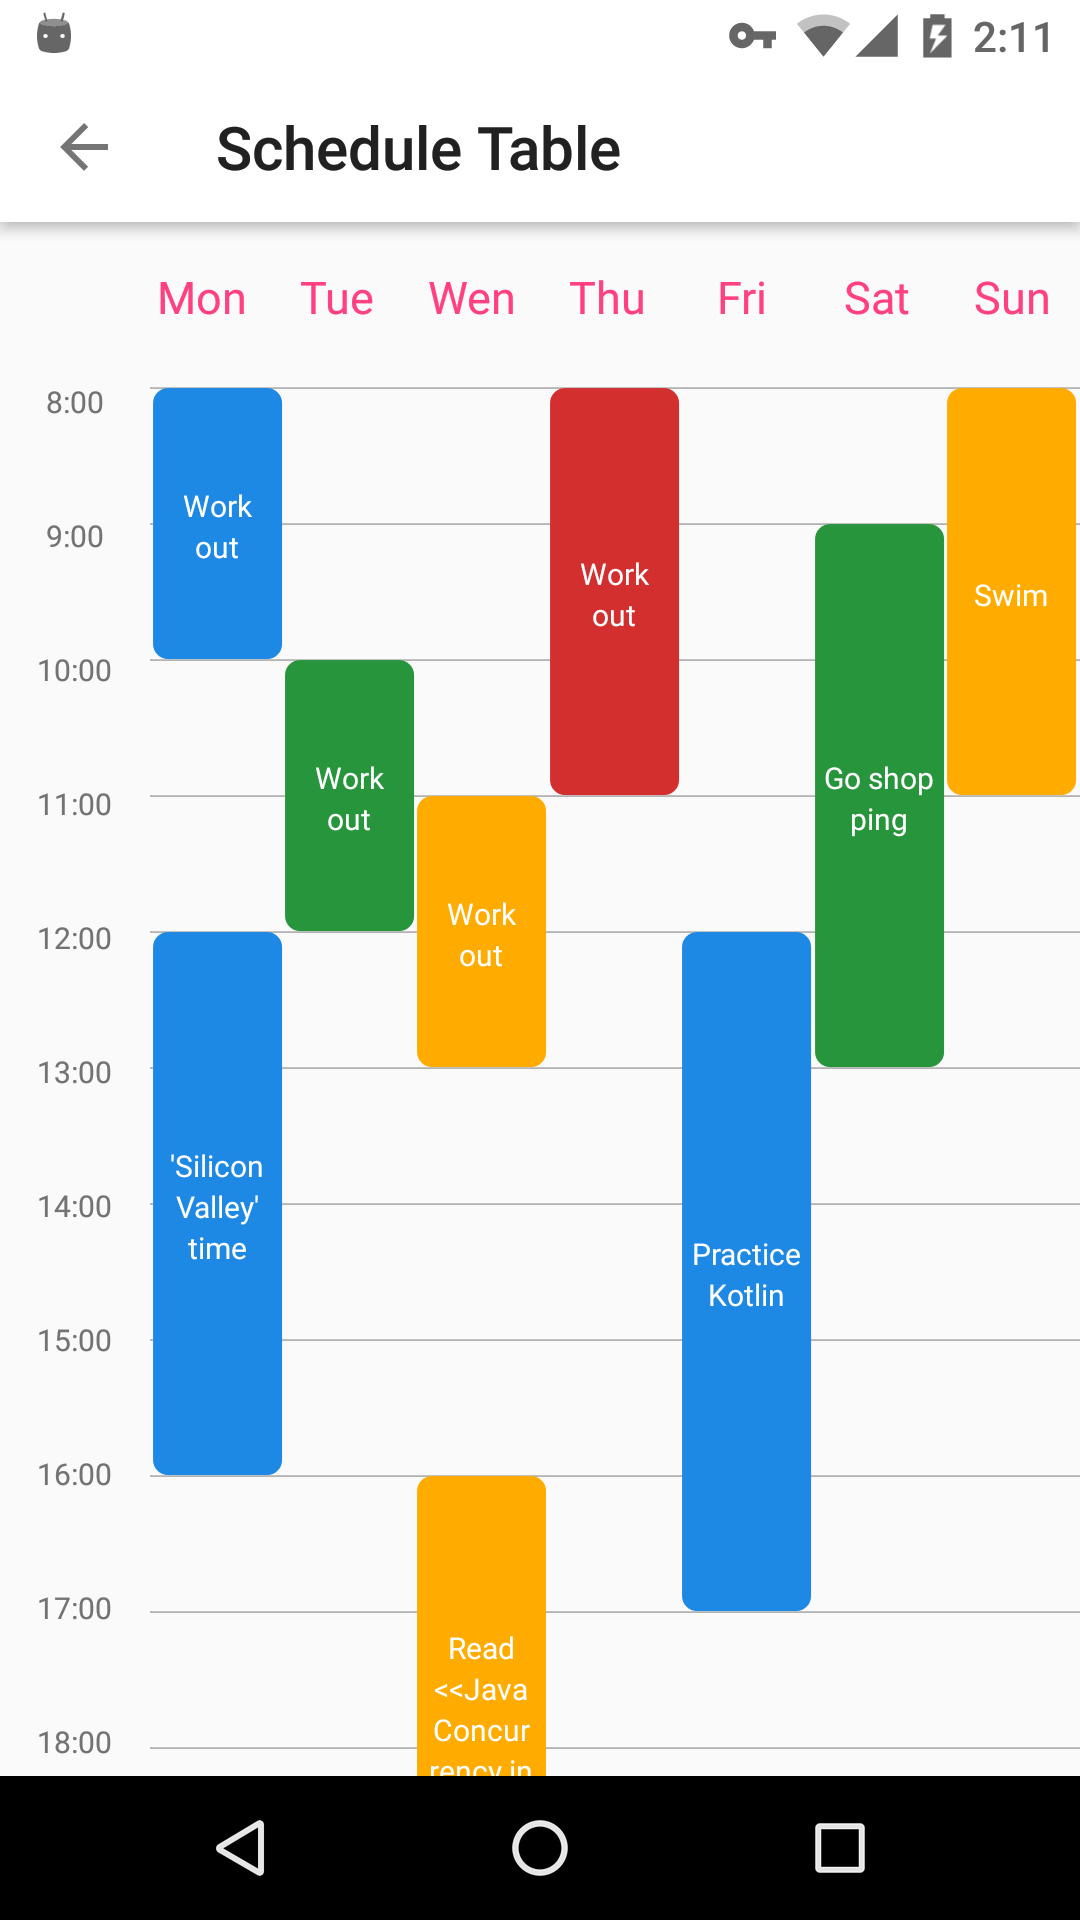 2:11
Schedule Table
Mon Tue Wen Thu Fri Sat Sun
8:00
9:00
10:00
11:00
12:00
13:00
14:00
15:00
16:00
17:00
18:00
Work
out
'Silicon
Valley'
time
Work
out
Work
out
Read
<<Java
Concur
rency in
Work
out
Practice
Kotlin
Go shop
ping
Swim